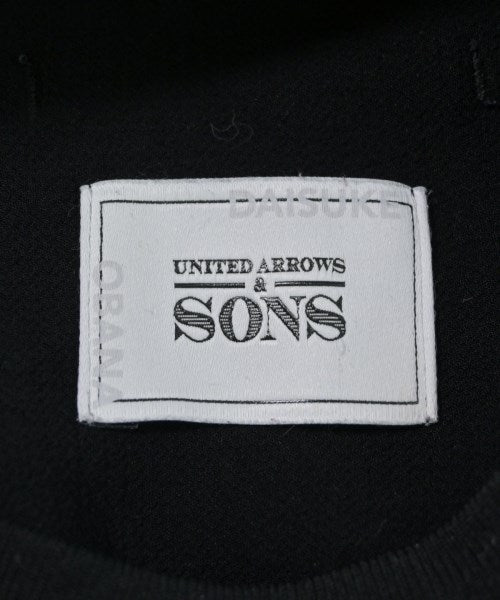 DAISUKE
OBANA
UNITED ARROWS
&
SONS